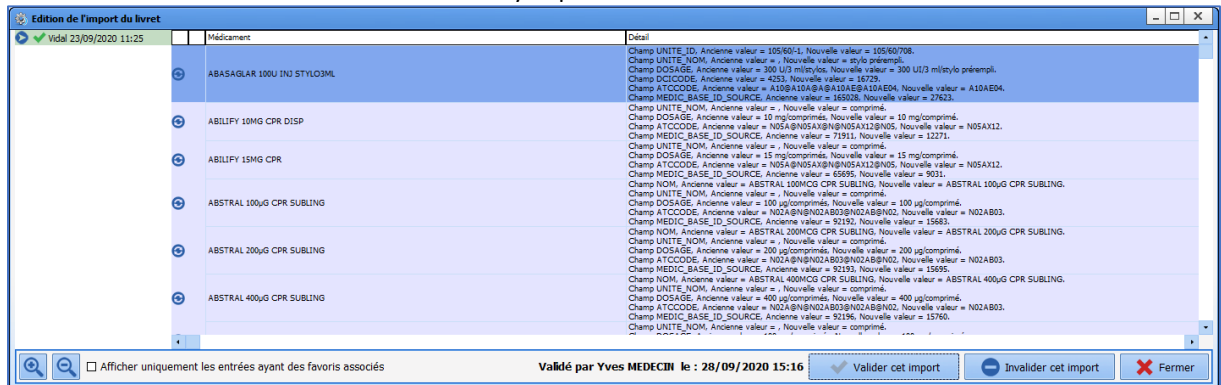 Edition de l'import du livret
Vidal 23/09/2020 11:25
Médicament
Détail
ABASAGLAR 100U INJ STYLO3ML
Champ UNITE_ID, Ancienne valeur = 105/60/-1, Nouvelle valeur = 105/60/708.
Champ UNITE_NOM, Ancienne valeur = , Nouvelle valeur = stylo prérempli.
Champ DOSAGE, Ancienne valeur = 300 U/3 ml/stylos, Nouvelle valeur = 300 UI/3 ml/stylo prérempli.
Champ DCICODE, Ancienne valeur = 4253, Nouvelle valeur = 16729.
Champ ATCCODE, Ancienne valeur = A10@A10A@A@A10AE@A10AE04, Nouvelle valeur = A10AE04.
Champ MEDIC_BASE_ID_SOURCE, Ancienne valeur = 165028, Nouvelle valeur = 27623.
ABILIFY 10MG CPR DISP
Champ UNITE_NOM, Ancienne valeur = , Nouvelle valeur = comprimé.
Champ DOSAGE, Ancienne valeur = 10 mg/comprimés, Nouvelle valeur = 10 mg/comprimé.
Champ ATCCODE, Ancienne valeur = N05A@N05AX@N@N05AX12@N05, Nouvelle valeur = N05AX12.
Champ MEDIC_BASE_ID_SOURCE, Ancienne valeur = 71911, Nouvelle valeur = 12271.
ABILIFY 15MG CPR
Champ UNITE_NOM, Ancienne valeur = , Nouvelle valeur = comprimé.
Champ DOSAGE, Ancienne valeur = 15 mg/comprimés, Nouvelle valeur = 15 mg/comprimé.
Champ ATCCODE, Ancienne valeur = N05A@N05AX@N@N05AX12@N05, Nouvelle valeur = N05AX12.
Champ MEDIC_BASE_ID_SOURCE, Ancienne valeur = 65695, Nouvelle valeur = 9031.
ABSTRAL 100µG CPR SUBLING
Champ NOM, Ancienne valeur = ABSTRAL 100MCG CPR SUBLING, Nouvelle valeur = ABSTRAL 100µG CPR SUBLING.
Champ UNITE_NOM, Ancienne valeur = , Nouvelle valeur = comprimé.
Champ DOSAGE, Ancienne valeur = 100 µg/comprimés, Nouvelle valeur = 100 µg/comprimé.
Champ ATCCODE, Ancienne valeur = N02A@N@N02AB03@N02AB@N02, Nouvelle valeur = N02AB03.
Champ MEDIC_BASE_ID_SOURCE, Ancienne valeur = 92192, Nouvelle valeur = 15683.
ABSTRAL 200µG CPR SUBLING
Champ NOM, Ancienne valeur = ABSTRAL 200MCG CPR SUBLING, Nouvelle valeur = ABSTRAL 200µG CPR SUBLING.
Champ UNITE_NOM, Ancienne valeur = , Nouvelle valeur = comprimé.
Champ DOSAGE, Ancienne valeur = 200 µg/comprimés, Nouvelle valeur = 200 µg/comprimé.
Champ ATCCODE, Ancienne valeur = N02A@N@N02AB03@N02AB@N02, Nouvelle valeur = N02AB03.
Champ MEDIC_BASE_ID_SOURCE, Ancienne valeur = 92193, Nouvelle valeur = 15695.
ABSTRAL 400µG CPR SUBLING
Champ NOM, Ancienne valeur = ABSTRAL 400MCG CPR SUBLING, Nouvelle valeur = ABSTRAL 400µG CPR SUBLING.
Champ UNITE_NOM, Ancienne valeur = , Nouvelle valeur = comprimé.
Champ DOSAGE, Ancienne valeur = 400 µg/comprimés, Nouvelle valeur = 400 µg/comprimé.
Champ ATCCODE, Ancienne valeur = N02A@N@N02AB03@N02AB@N02, Nouvelle valeur = N02AB03.
Champ MEDIC_BASE_ID_SOURCE, Ancienne valeur = 92196, Nouvelle valeur = 15760.
Champ UNITE_NOM, Ancienne valeur = , Nouvelle valeur = comprimé.
Afficher uniquement les entrées ayant des favoris associés
Validé par Yves MEDECIN le : 28/09/2020 15:16
Valider cet import
Invalider cet import
Fermer